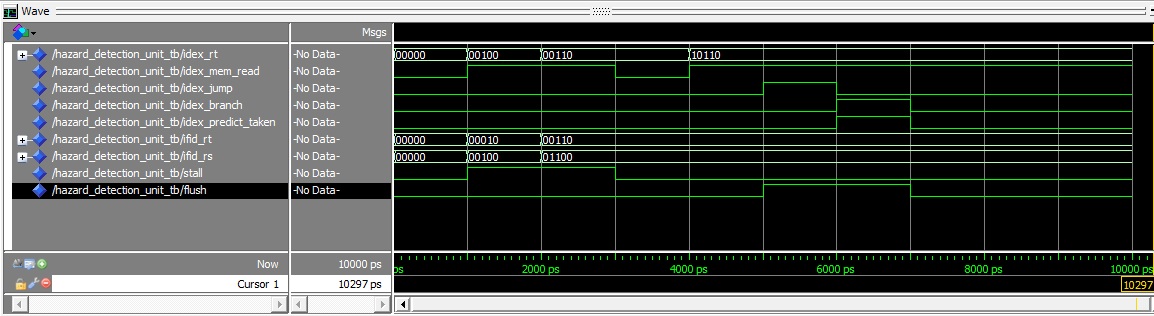 Wave
Msgs
/hazard_detection_unit_tb/idex_rt -No Data- 00000 00100 00110 10110
/hazard_detection_unit_tb/idex_mem_read -No Data-
/hazard_detection_unit_tb/idex_jump -No Data-
/hazard_detection_unit_tb/idex_branch -No Data-
/hazard_detection_unit_tb/idex_predict_taken -No Data-
/hazard_detection_unit_tb/ifid_rt -No Data- 00000 00010 00110
/hazard_detection_unit_tb/ifid_rs -No Data- 00000 00100 01100
/hazard_detection_unit_tb/stall -No Data-
/hazard_detection_unit_tb/flush -No Data-
Now 10000 ps ps 2000 ps 4000 ps 6000 ps 8000 ps 10000 ps
Cursor 1 10297 ps 10297